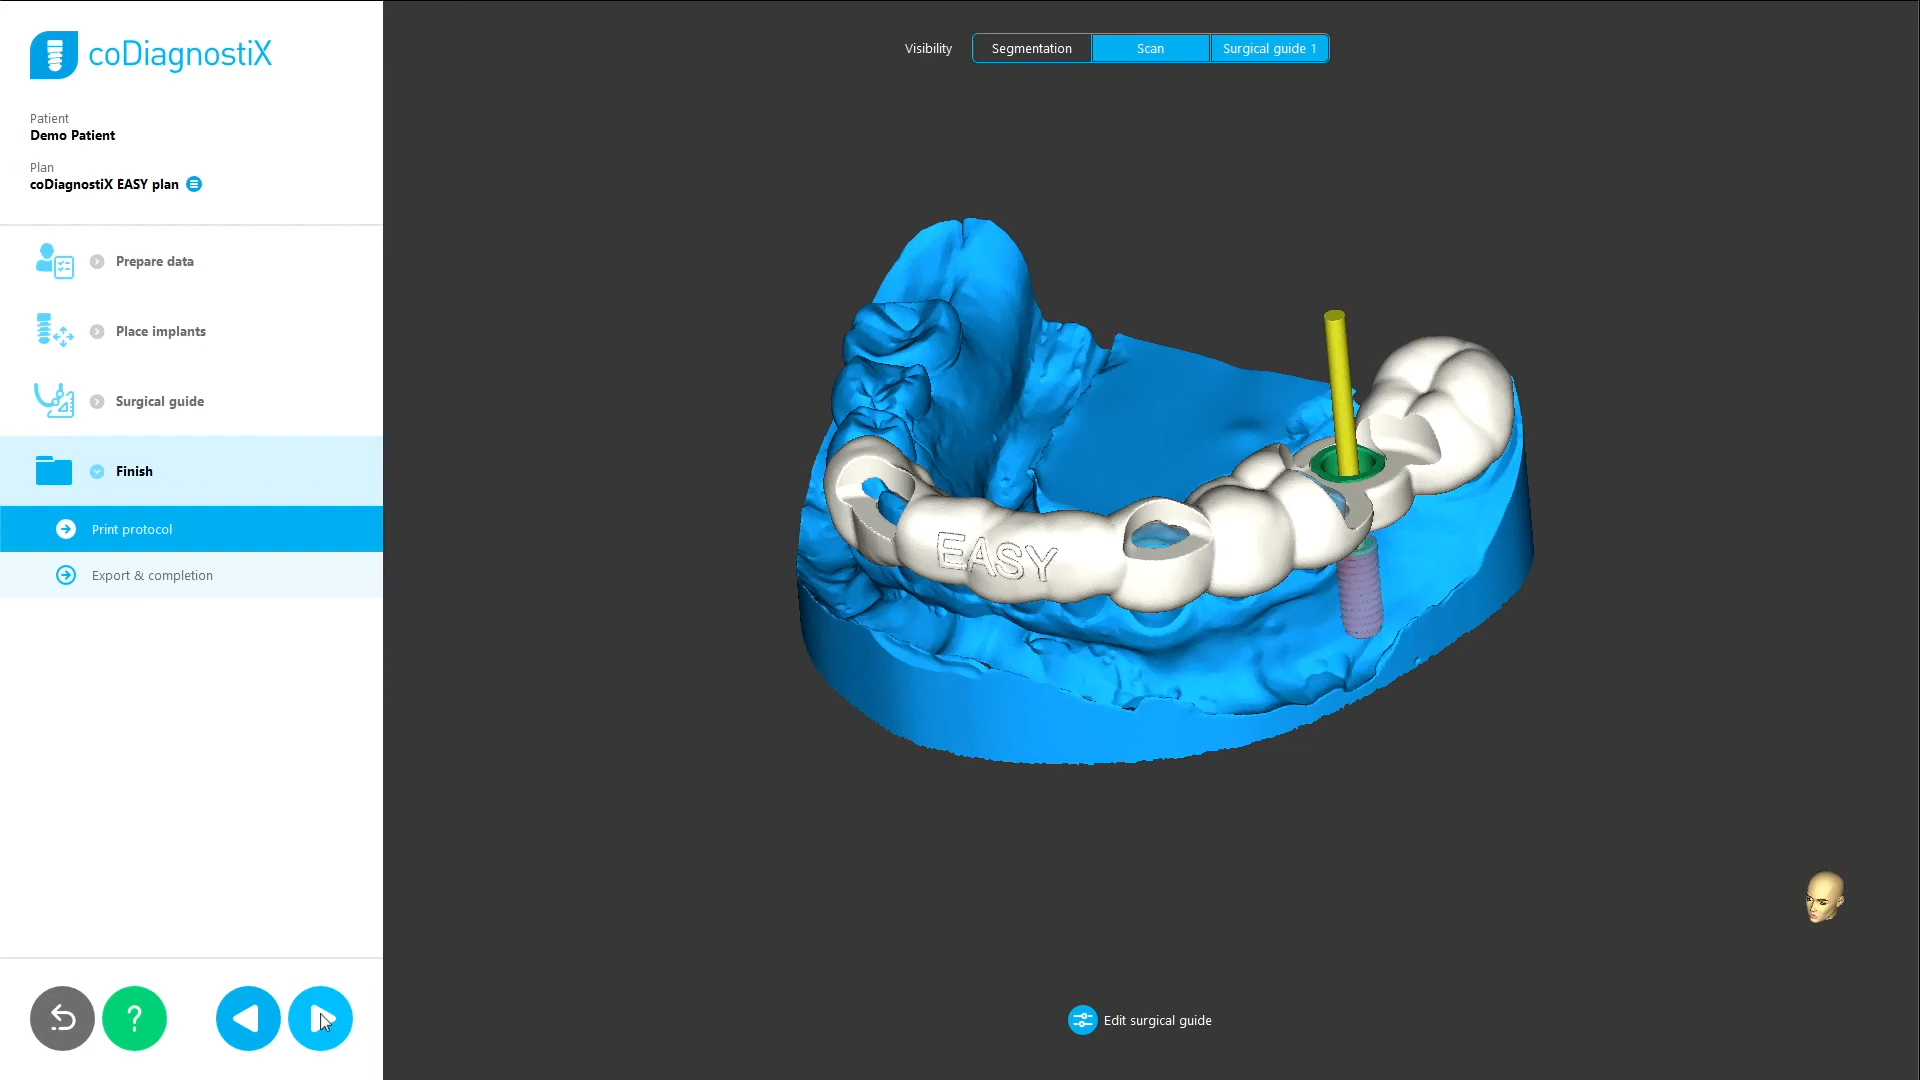 coDiagnostiX
Patient
Demo Patient
Plan
coDiagnostiX EASY plan
Prepare data
Place implants
Surgical guide
Finish
Print protocol
Export & completion
?
Visibility
Segmentation
Scan
Surgical guide 1
EASY
Edit surgical guide